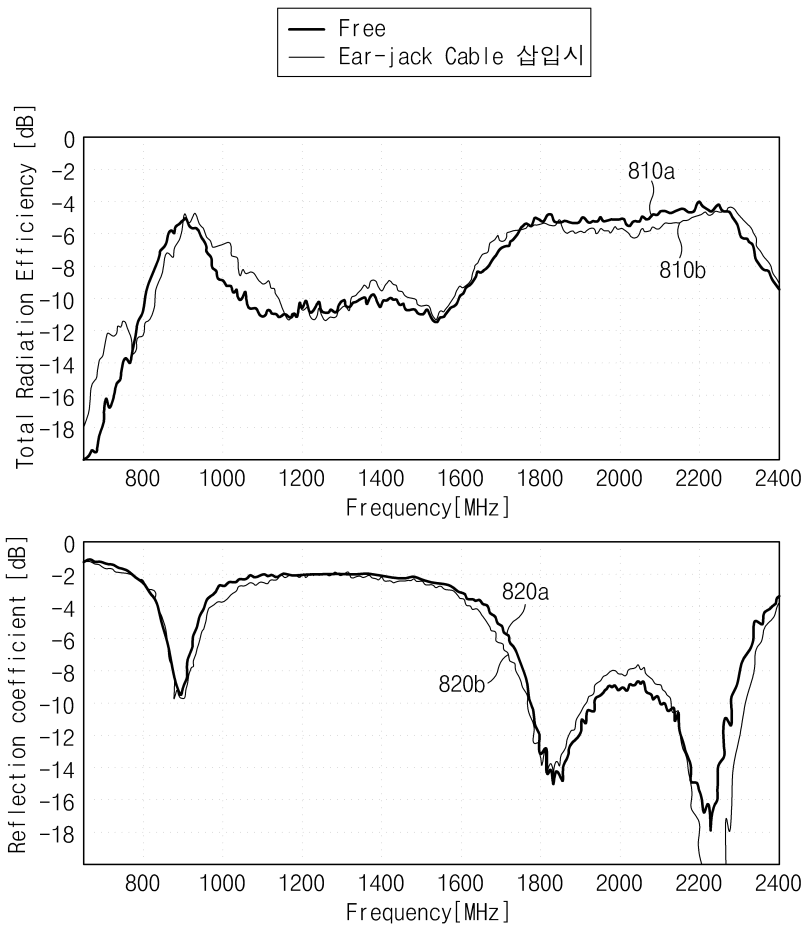 Free
Ear-jack Cable 삽입시
Total Radiation Efficiency [dB]
0
-2
-4
-6
-8
-10
-12
-14
-16
-18
810a
810b
800 1000 1200 1400 1600 1800 2000 2200 2400
Frequency[MHz]
Reflection coefficient [dB]
0
-2
-4
-6
-8
-10
-12
-14
-16
-18
820a
820b
800 1000 1200 1400 1600 1800 2000 2200 2400
Frequency[MHz]